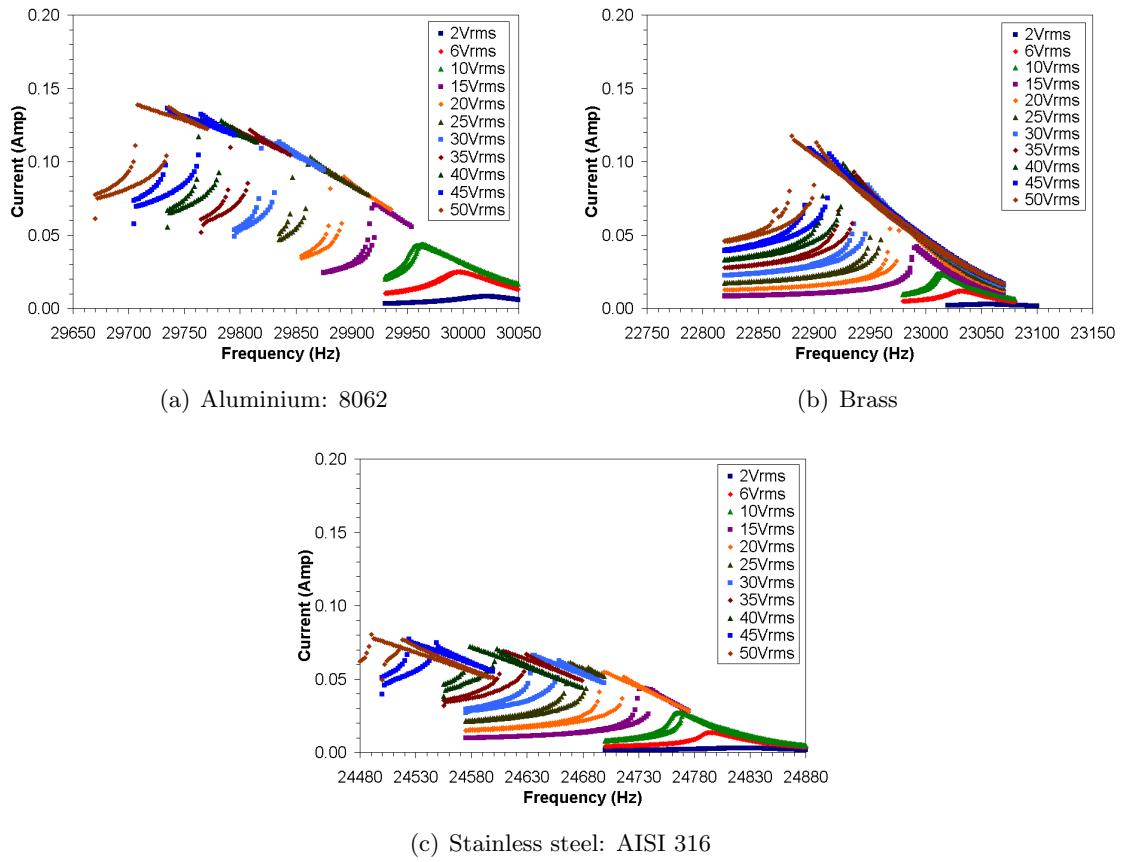 0.20
0.15
0.10
0.05
0.00
Current (Amp)
29650 29700 29750 29800 29850 29900 29950 30000 30050
Frequency (Hz)
2Vrms
6Vrms
10Vrms
15Vrms
20Vrms
25Vrms
30Vrms
35Vrms
40Vrms
45Vrms
50Vrms
(a) Aluminium: 8062
0.20
0.15
0.10
0.05
0.00
Current (Amp)
22750 22800 22850 22900 22950 23000 23050 23100 23150
Frequency (Hz)
2Vrms
6Vrms
10Vrms
15Vrms
20Vrms
25Vrms
30Vrms
35Vrms
40Vrms
45Vrms
50Vrms
(b) Brass
0.20
0.15
0.10
0.05
0.00
Current (Amp)
24480 24530 24580 24630 24680 24730 24780 24830 24880
Frequency (Hz)
2Vrms
6Vrms
10Vrms
15Vrms
20Vrms
25Vrms
30Vrms
35Vrms
40Vrms
45Vrms
50Vrms
(c) Stainless steel: AISI 316